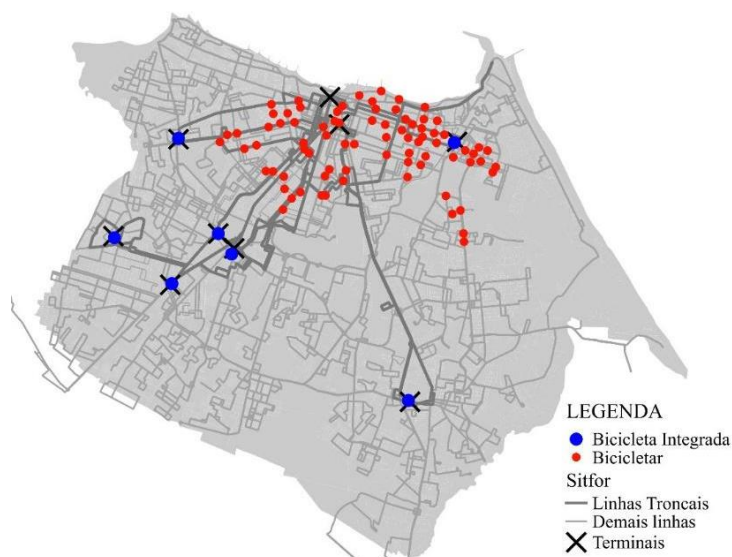 LEGENDA
Bicicleta Integrada
Bicicletar
Sitfor
Linhas Troncais
Demais linhas
Terminais